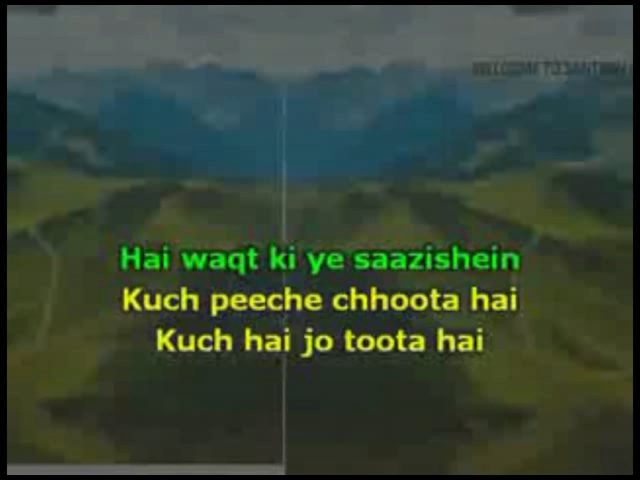 Hai waqt ki ye saazishein
Kuch peeche chhoota hai
Kuch hai jo toota hai